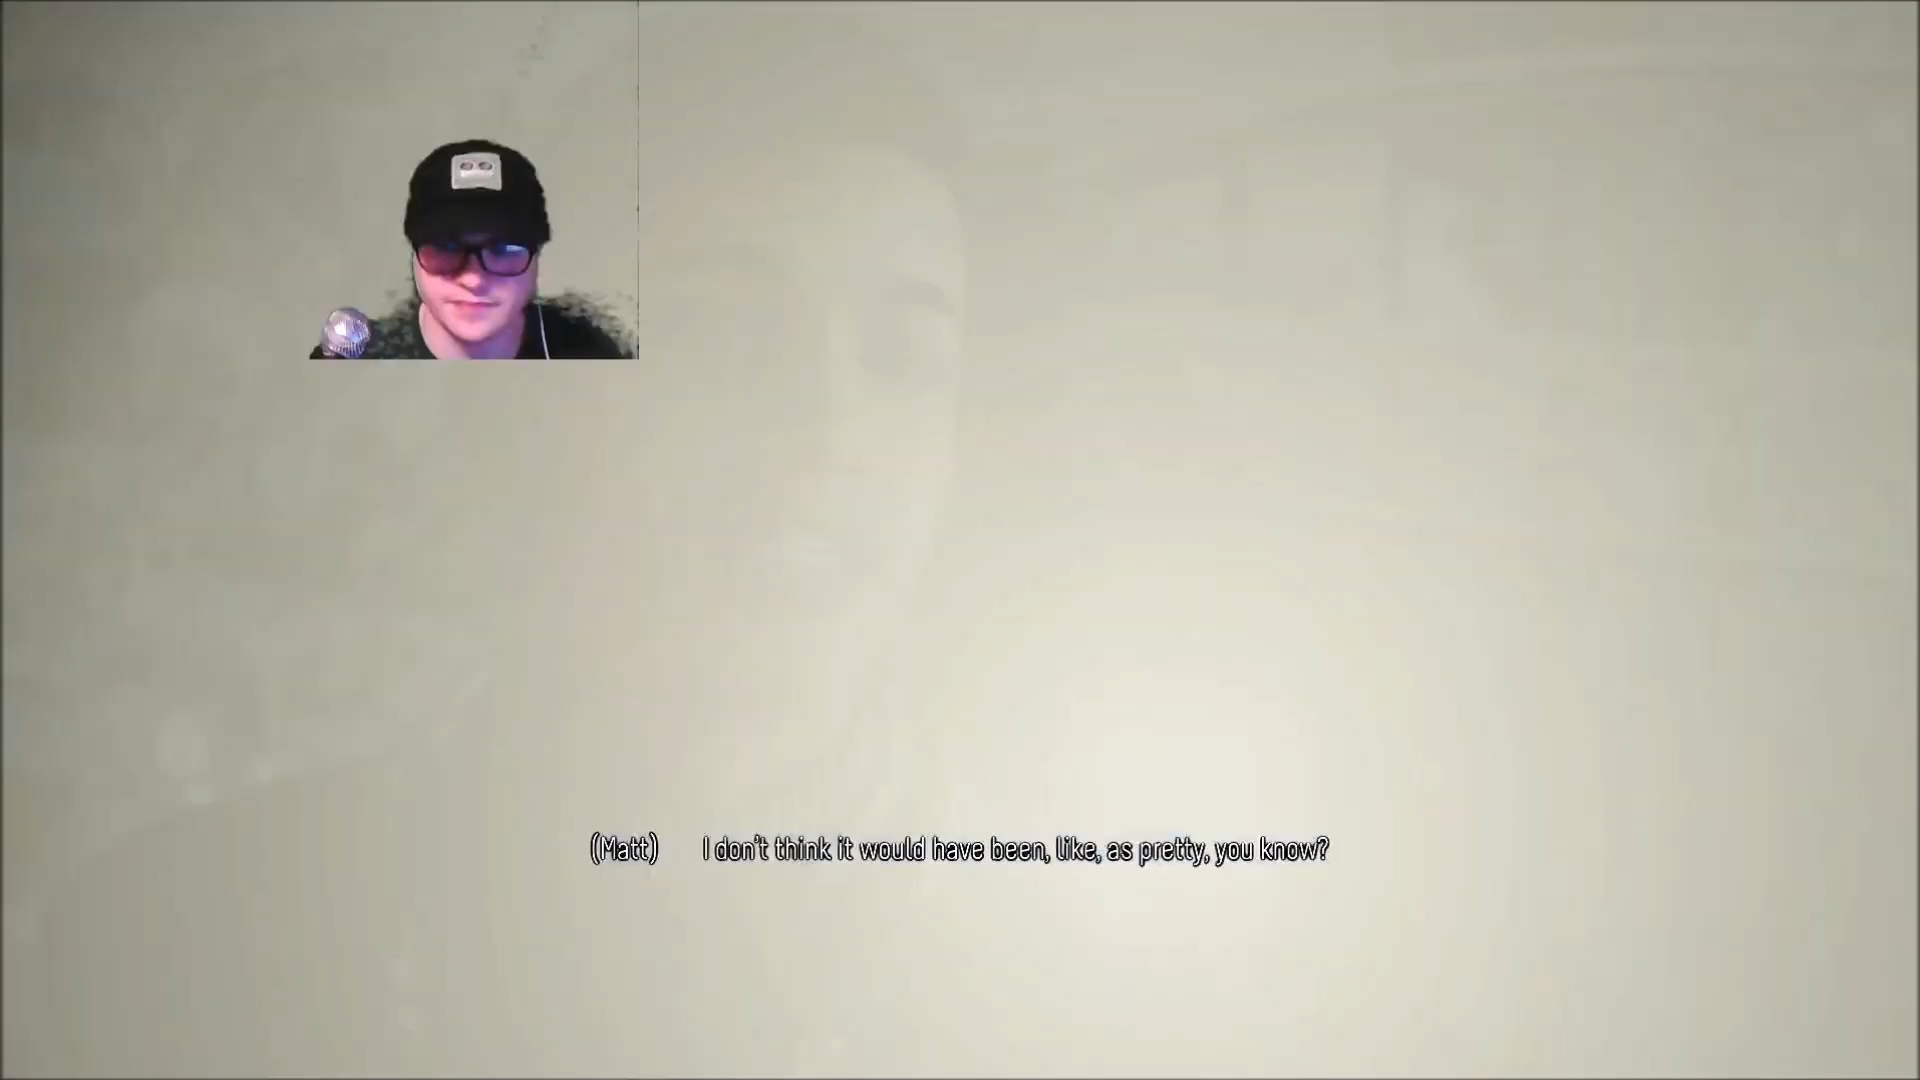 (Matt) I don't think it would have been, like, as pretty, you know?